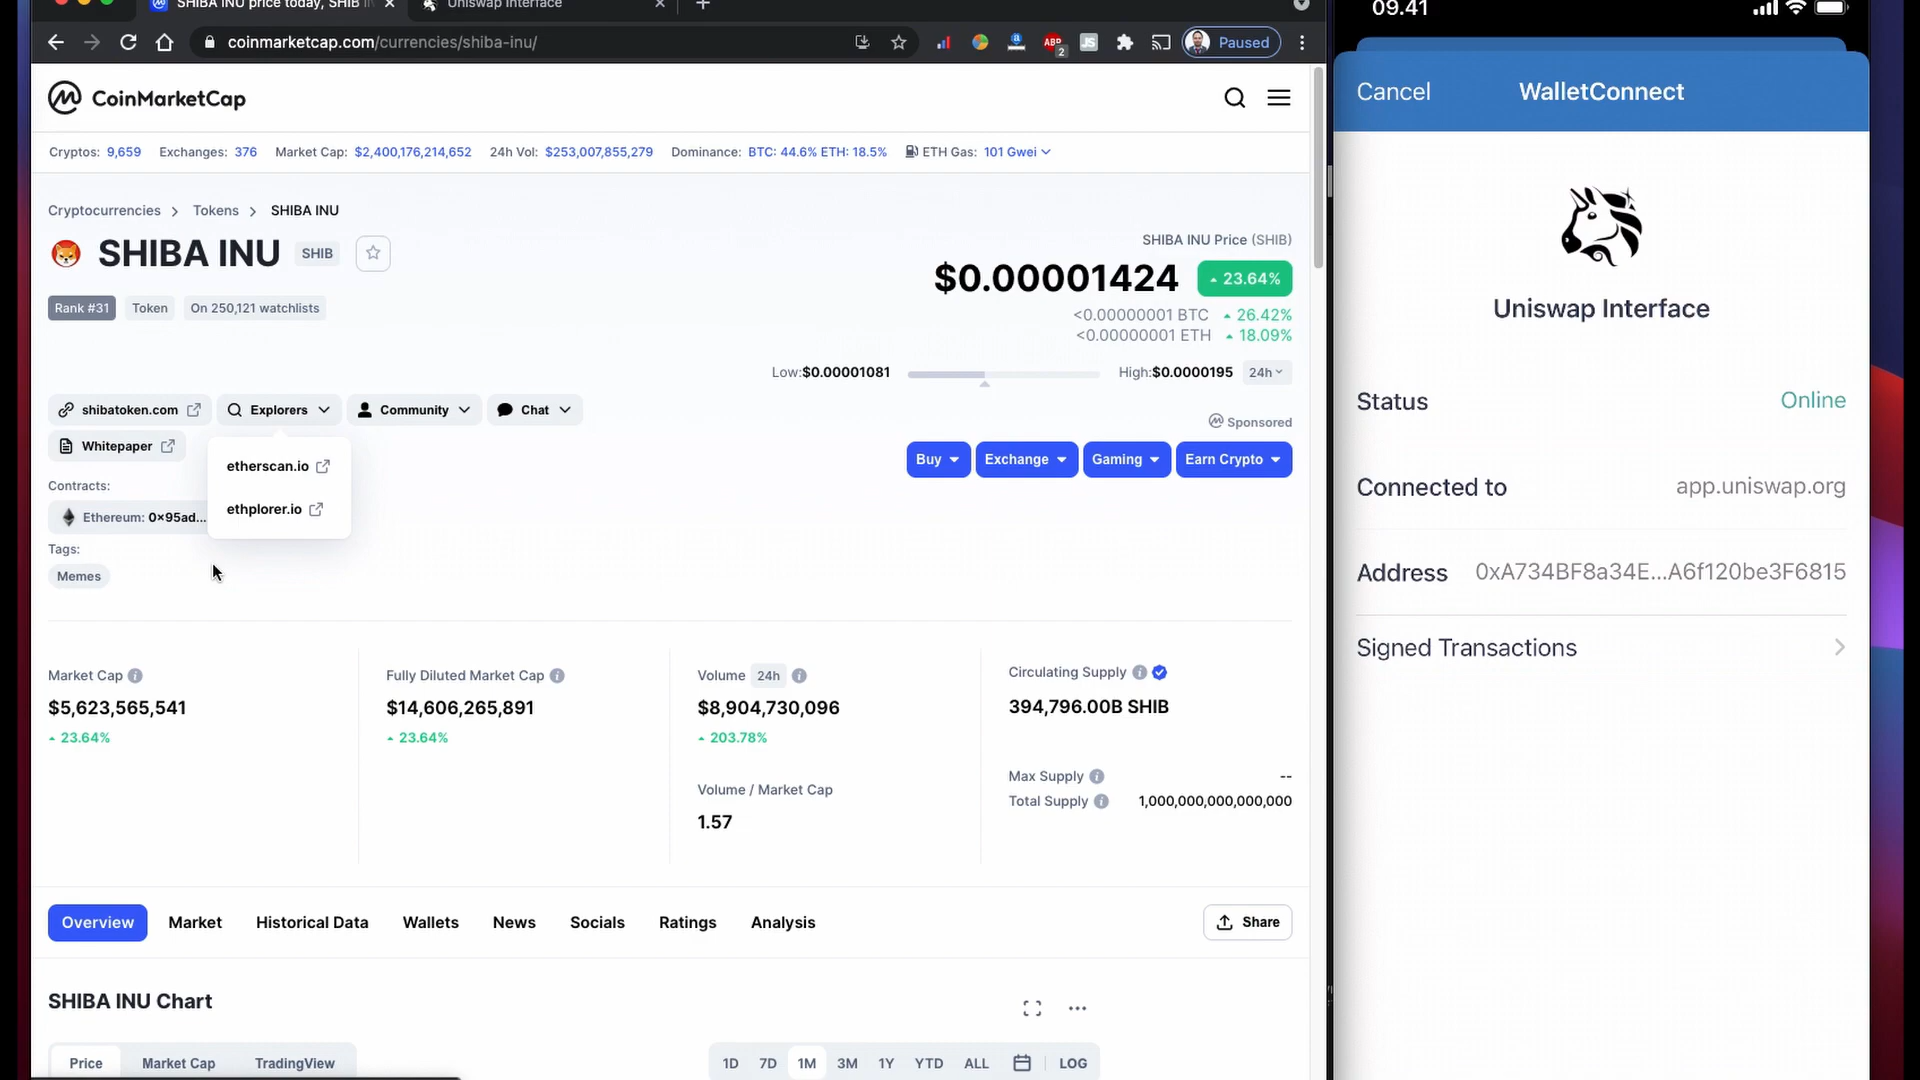 SHIBA INU price today, SHIB
Uniswap Interface
coinmarketcap.com/currencies/shiba-inu/
ABP
2
JS
Paused
CoinMarketCap
Cryptos: 9,659 Exchanges: 376 Market Cap: $2,400,176,214,652 24h Vol: $253,007,855,279 Dominance: BTC: 44.6% ETH: 18.5% ETH Gas: 101 Gwei
Cryptocurrencies Tokens SHIBA INU
SHIBA INU SHIB
Rank #31 Token On 250,121 watchlists
SHIBA INU Price (SHIB)
$0.00001424 23.64%
<0.00000001 BTC 26.42%
<0.00000001 ETH 18.09%
Low:$0.00001081 High:$0.0000195 24h
shibatoken.com Explorers Community Chat
Whitepaper
etherscan.io
ethplorer.io
Contracts:
Ethereum: 0x95ad...
Tags:
Memes
Sponsored
Buy Exchange Gaming Earn Crypto
Market Cap
$5,623,565,541
23.64%
Fully Diluted Market Cap
$14,606,265,891
23.64%
Volume 24h
$8,904,730,096
203.78%
Volume / Market Cap
1.57
Circulating Supply
394,796.00B SHIB
Max Supply --
Total Supply 1,000,000,000,000,000
Overview Market Historical Data Wallets News Socials Ratings Analysis Share
SHIBA INU Chart
Price Market Cap TradingView 1D 7D 1M 3M 1Y YTD ALL LOG
09.41
Cancel WalletConnect
Uniswap Interface
Status Online
Connected to app.uniswap.org
Address 0xA734BF8a34E...A6f120be3F6815
Signed Transactions